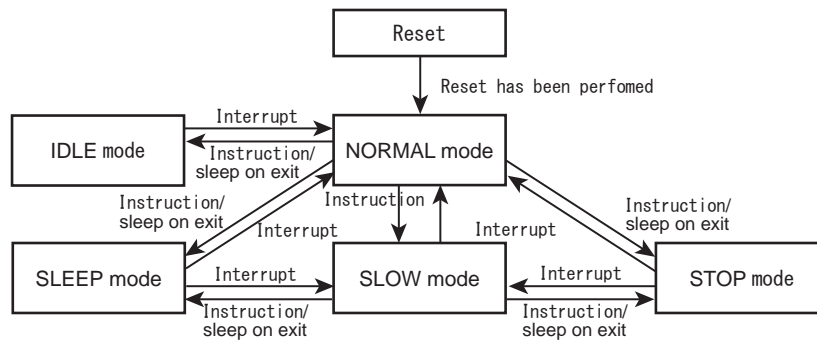 Reset
Reset has been perfomed
Interrupt
IDLE mode
NORMAL mode
Instruction/
sleep on exit
Instruction/
sleep on exit
Instruction
Instruction/
sleep on exit
Interrupt
Interrupt
SLEEP mode
Interrupt
SLOW mode
Interrupt
STOP mode
Instruction/
sleep on exit
Instruction/
sleep on exit